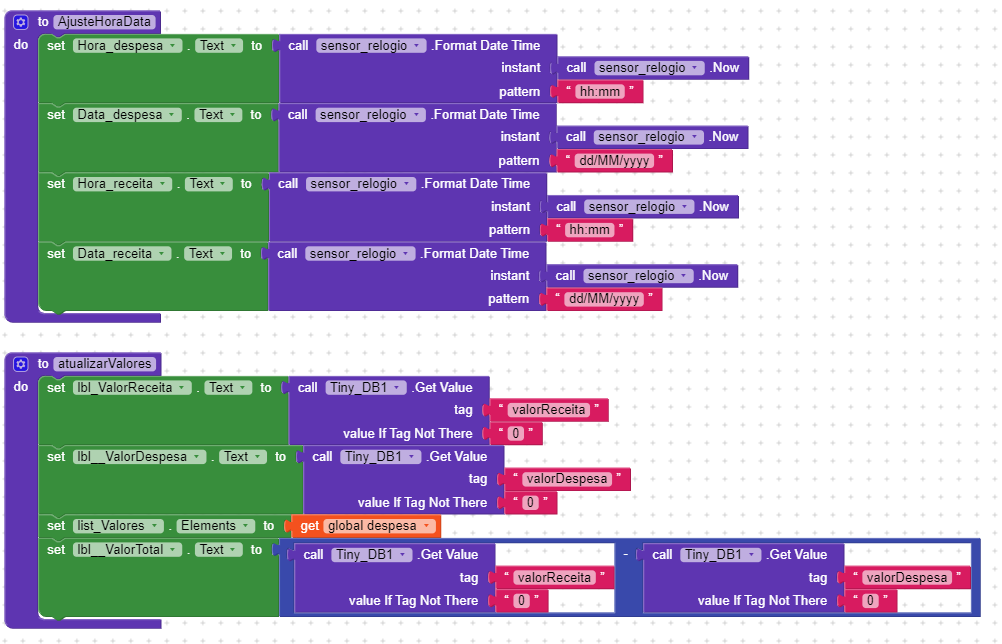 to AjusteHoraData
do set Hora_despesa . Text to call sensor_relogio .Format Date Time
instant call sensor_relogio .Now
pattern " hh:mm "
set Data_despesa . Text to call sensor_relogio .Format Date Time
instant call sensor_relogio .Now
pattern " dd/MM/yyyy "
set Hora_receita . Text to call sensor_relogio .Format Date Time
instant call sensor_relogio .Now
pattern " hh:mm "
set Data_receita . Text to call sensor_relogio .Format Date Time
instant call sensor_relogio .Now
pattern " dd/MM/yyyy "
to atualizarValores
do set lbl_ValorReceita . Text to call Tiny_DB1 .Get Value
tag " valorReceita "
value If Tag Not There " 0 "
set lbl__ValorDespesa . Text to call Tiny_DB1 .Get Value
tag " valorDespesa "
value If Tag Not There " 0 "
set list_Valores . Elements to get global despesa
set lbl__ValorTotal . Text to call Tiny_DB1 .Get Value - call Tiny_DB1 .Get Value
tag " valorReceita " tag " valorDespesa "
value If Tag Not There " 0 " value If Tag Not There " 0 "